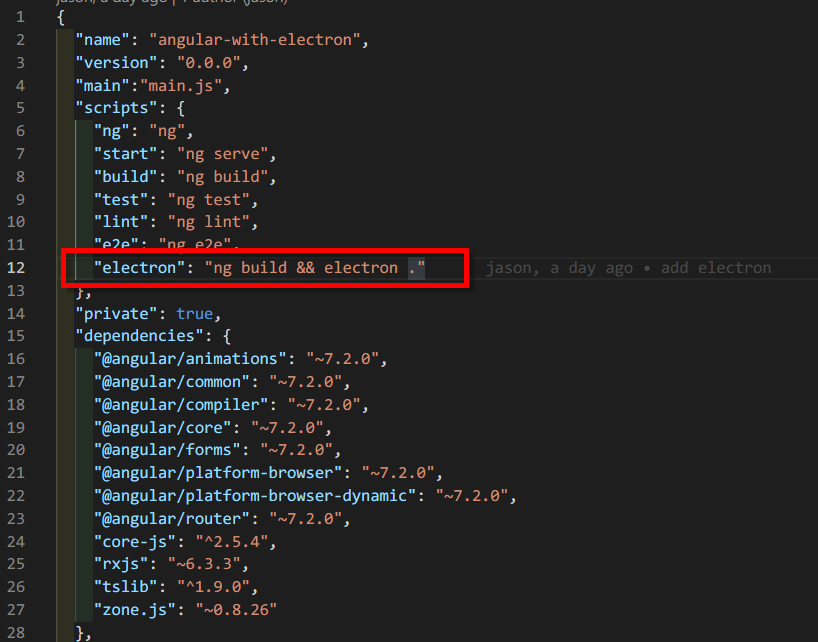 jason, a day ago | 1 author (jason)
1 {
2 "name": "angular-with-electron",
3 "version": "0.0.0",
4 "main":"main.js",
5 "scripts": {
6 "ng": "ng",
7 "start": "ng serve",
8 "build": "ng build",
9 "test": "ng test",
10 "lint": "ng lint",
11 "e2e": "ng e2e",
12 "electron": "ng build && electron ." jason, a day ago • add electron
13 },
14 "private": true,
15 "dependencies": {
16 "@angular/animations": "~7.2.0",
17 "@angular/common": "~7.2.0",
18 "@angular/compiler": "~7.2.0",
19 "@angular/core": "~7.2.0",
20 "@angular/forms": "~7.2.0",
21 "@angular/platform-browser": "~7.2.0",
22 "@angular/platform-browser-dynamic": "~7.2.0",
23 "@angular/router": "~7.2.0",
24 "core-js": "^2.5.4",
25 "rxjs": "~6.3.3",
26 "tslib": "^1.9.0",
27 "zone.js": "~0.8.26"
28 },